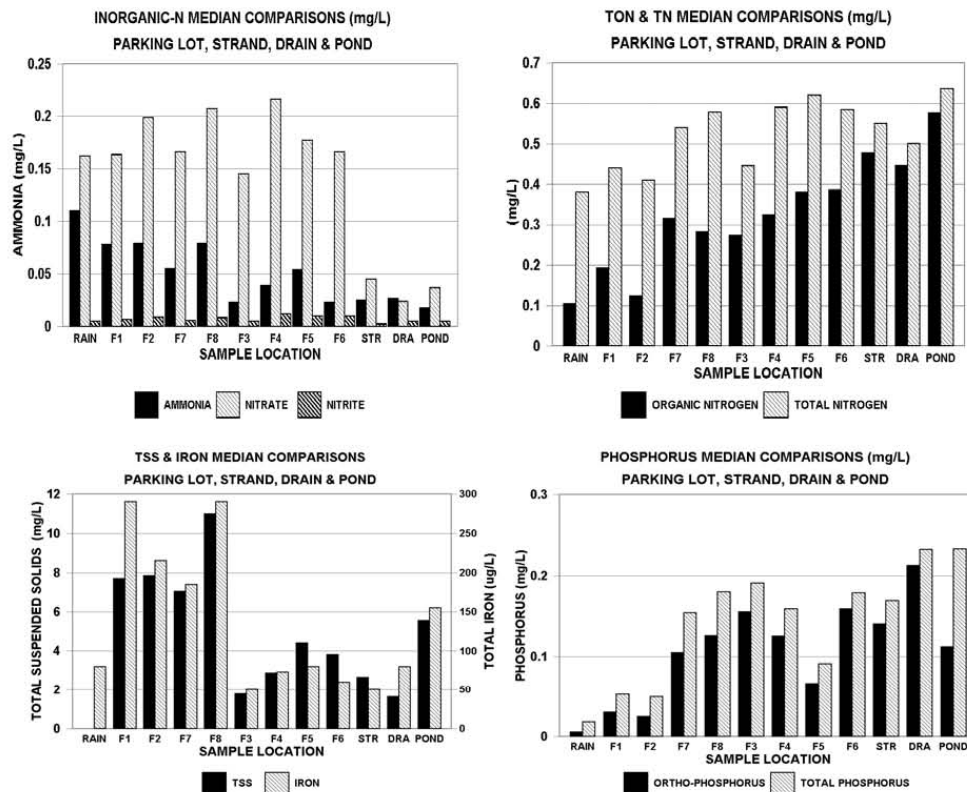 INORGANIC-N MEDIAN COMPARISONS (mg/L)
PARKING LOT, STRAND, DRAIN & POND
0.25
0.2
0.15
0.1
0.05
0
AMMONIA (mg/L)
RAIN F1 F2 F7 F8 F3 F4 F5 F6 STR DRA POND
SAMPLE LOCATION
AMMONIA NITRATE NITRITE
TON & TN MEDIAN COMPARISONS (mg/L)
PARKING LOT, STRAND, DRAIN & POND
0.7
0.6
0.5
0.4
0.3
0.2
0.1
0
(mg/L)
RAIN F1 F2 F7 F8 F3 F4 F5 F6 STR DRA POND
SAMPLE LOCATION
ORGANIC NITROGEN TOTAL NITROGEN
TSS & IRON MEDIAN COMPARISONS
PARKING LOT, STRAND, DRAIN & POND
12
10
8
6
4
2
0
TOTAL SUSPENDED SOLIDS (mg/L)
300
250
200
150
100
50
0
TOTAL IRON (ug/L)
RAIN F1 F2 F7 F8 F3 F4 F5 F6 STR DRA POND
SAMPLE LOCATION
TSS IRON
PHOSPHORUS MEDIAN COMPARISONS (mg/L)
PARKING LOT, STRAND, DRAIN & POND
0.3
0.2
0.1
0
PHOSPHORUS (mg/L)
RAIN F1 F2 F7 F8 F3 F4 F5 F6 STR DRA POND
SAMPLE LOCATION
ORTHO-PHOSPHORUS TOTAL PHOSPHORUS